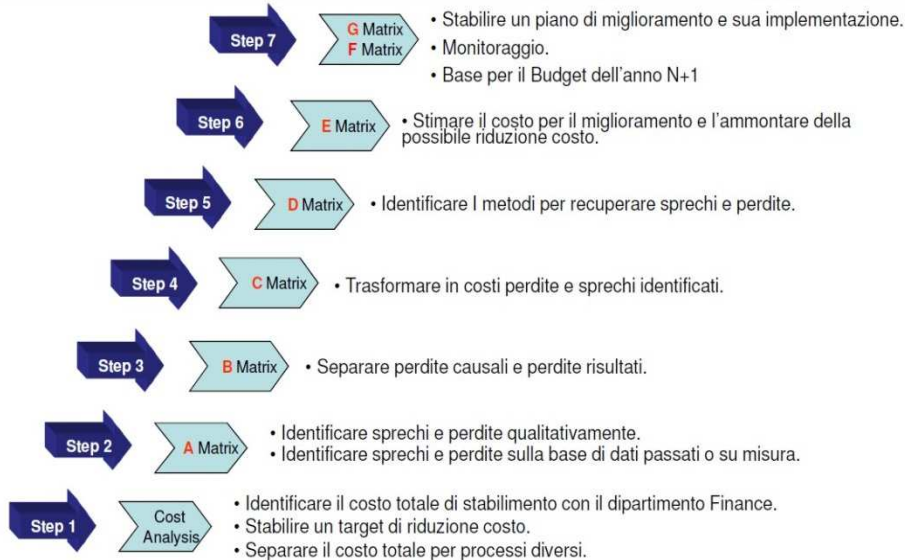 Step 7
G Matrix
F Matrix
• Stabilire un piano di miglioramento e sua implementazione.
• Monitoraggio.
• Base per il Budget dell'anno N+1
Step 6
E Matrix
• Stimare il costo per il miglioramento e l'ammontare della
possibile riduzione costo.
Step 5
D Matrix
• Identificare I metodi per recuperare sprechi e perdite.
Step 4
C Matrix
• Trasformare in costi perdite e sprechi identificati.
Step 3
B Matrix
• Separare perdite causali e perdite risultati.
Step 2
A Matrix
• Identificare sprechi e perdite qualitativamente.
• Identificare sprechi e perdite sulla base di dati passati o su misura.
Step 1
Cost
Analysis
• Identificare il costo totale di stabilimento con il dipartimento Finance.
• Stabilire un target di riduzione costo.
• Separare il costo totale per processi diversi.